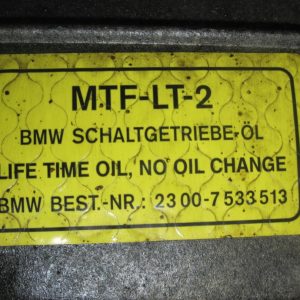 MTF-LT-2
BMW SCHALTGETRIEBE-ÖL
LIFE TIME OIL, NO OIL CHANGE
BMW BEST.-NR.: 23 00-7 533 513